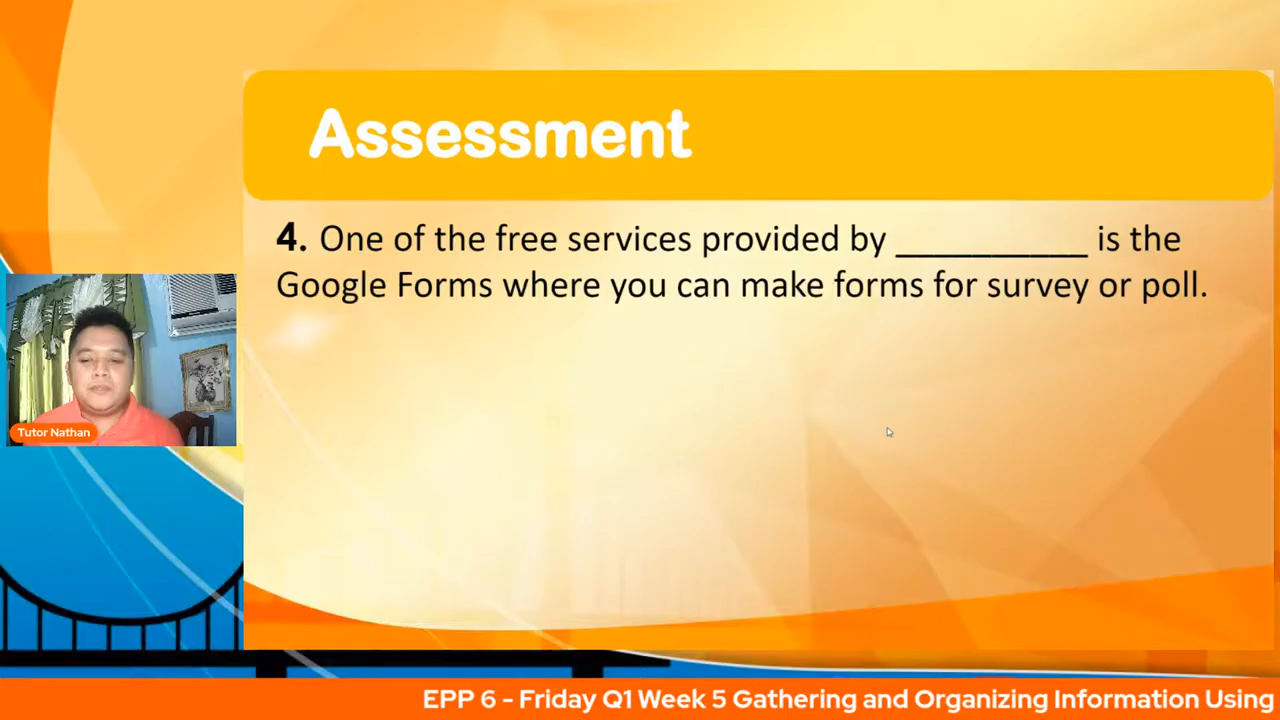 Assessment
4. One of the free services provided by __________ is the
Google Forms where you can make forms for survey or poll.
Tutor Nathan
EPP 6 - Friday Q1 Week 5 Gathering and Organizing Information Using